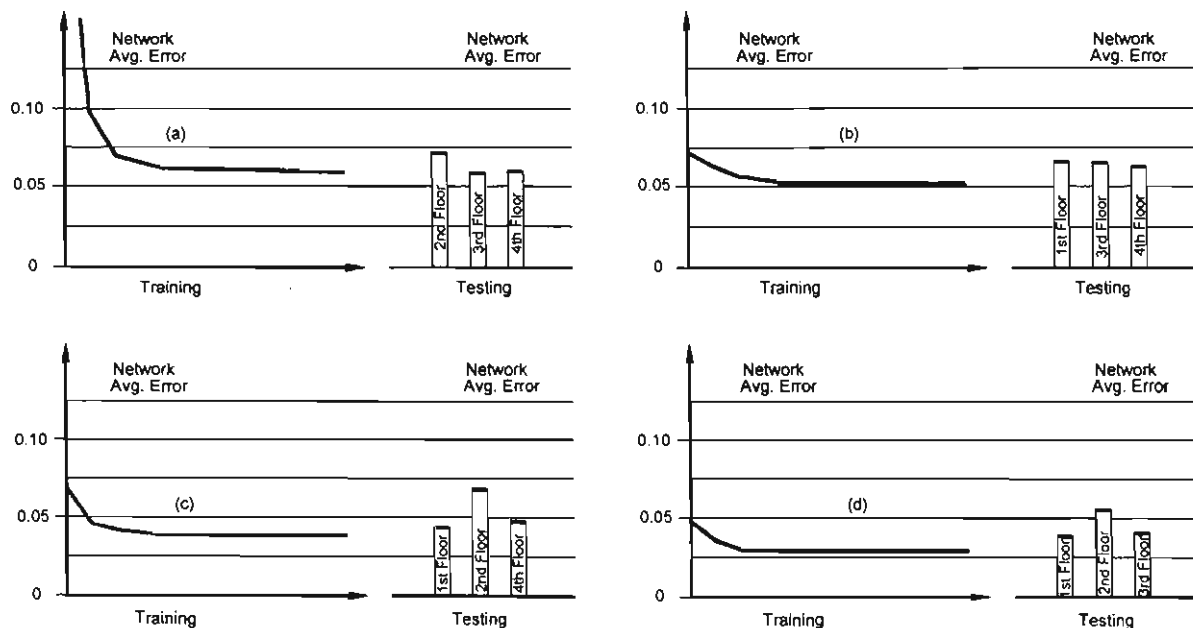 Network
Avg. Error
Network
Avg. Error
0.10
(a)
0.05
2nd Floor
3rd Floor
4th Floor
0
Training
Testing
Network
Avg. Error
Network
Avg. Error
0.10
(b)
0.05
1st Floor
3rd Floor
4th Floor
0
Training
Testing
Network
Avg. Error
Network
Avg. Error
0.10
(c)
0.05
1st Floor
2nd Floor
4th Floor
0
Training
Testing
Network
Avg. Error
Network
Avg. Error
0.10
(d)
0.05
1st Floor
2nd Floor
3rd Floor
0
Training
Testing